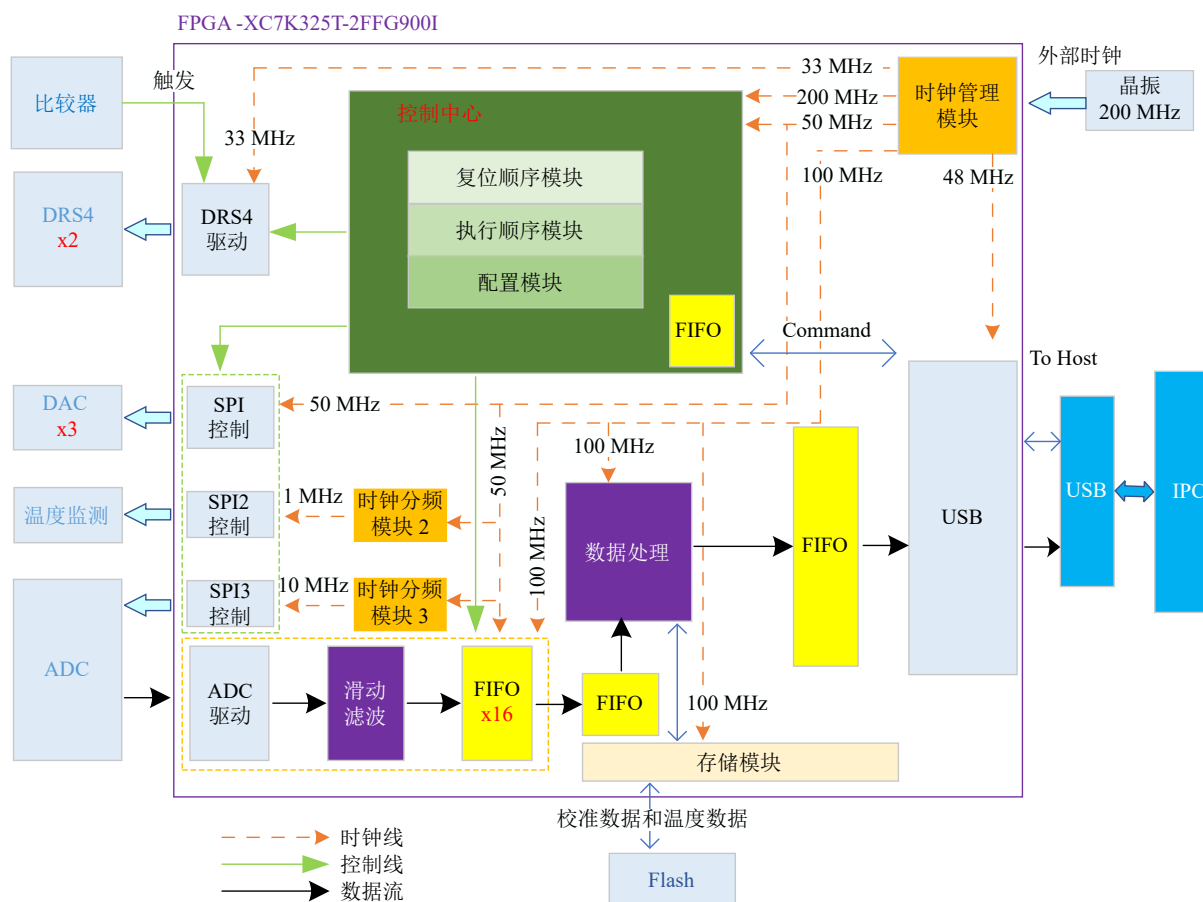 FPGA -XC7K325T-2FFG900I
比较器
触发
33 MHz
200 MHz
50 MHz
100 MHz
48 MHz
时钟管理
模块
外部时钟
晶振
200 MHz
33 MHz
控制中心
复位顺序模块
执行顺序模块
配置模块
FIFO
DRS4
x2
DRS4
驱动
Command
To Host
DAC
x3
SPI
控制
50 MHz
50 MHz
100 MHz
100 MHz
温度监测
SPI2
控制
1 MHz
时钟分频
模块 2
数据处理
FIFO
USB
USB
IPC
SPI3
控制
10 MHz
时钟分频
模块 3
ADC
ADC
驱动
滑动
滤波
FIFO
x16
FIFO
100 MHz
存储模块
校准数据和温度数据
Flash
时钟线
控制线
数据流